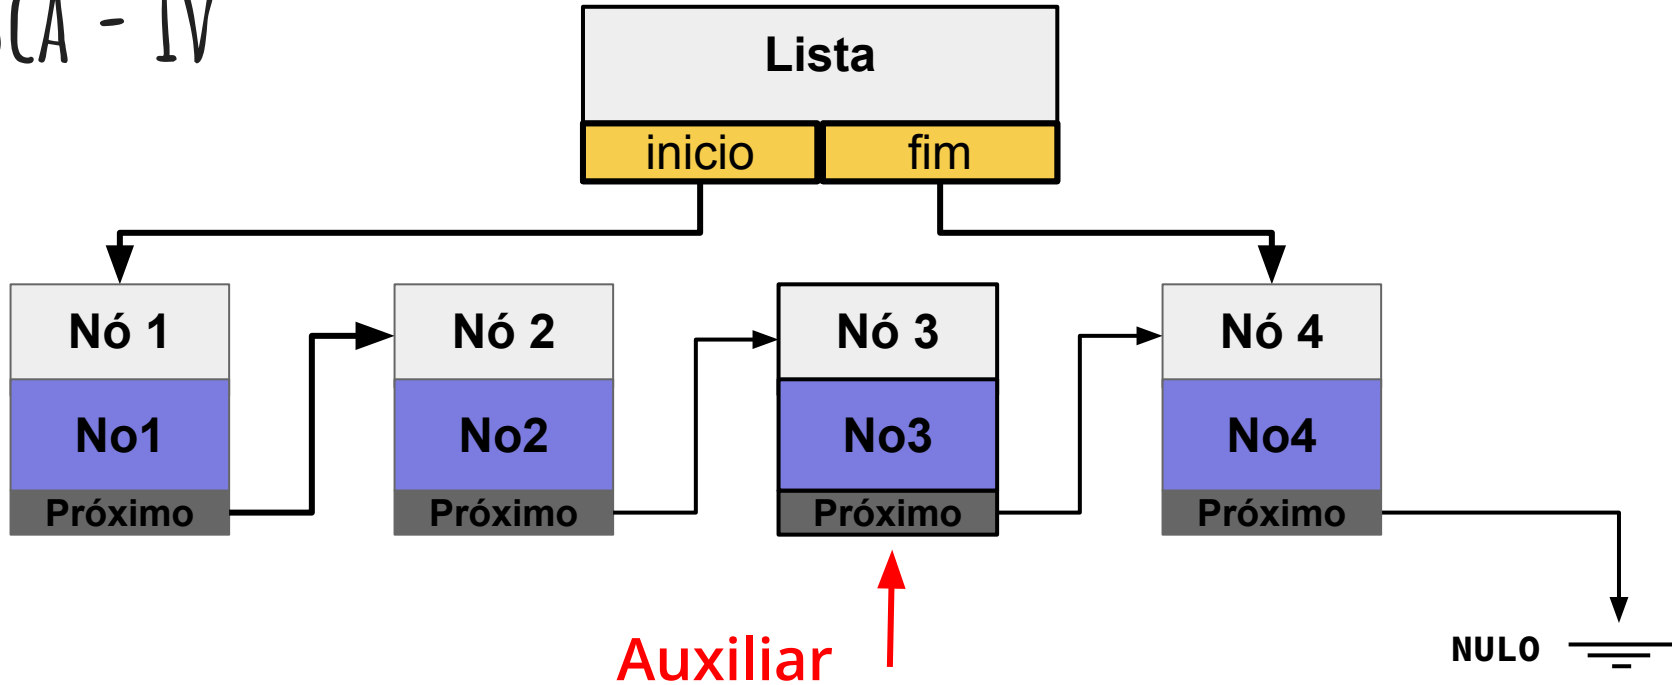 - IV
Lista
inicio fim
Nó 1 Nó 2 Nó 3 Nó 4
No1 No2 No3 No4
Próximo Próximo Próximo Próximo
Auxiliar
NULO